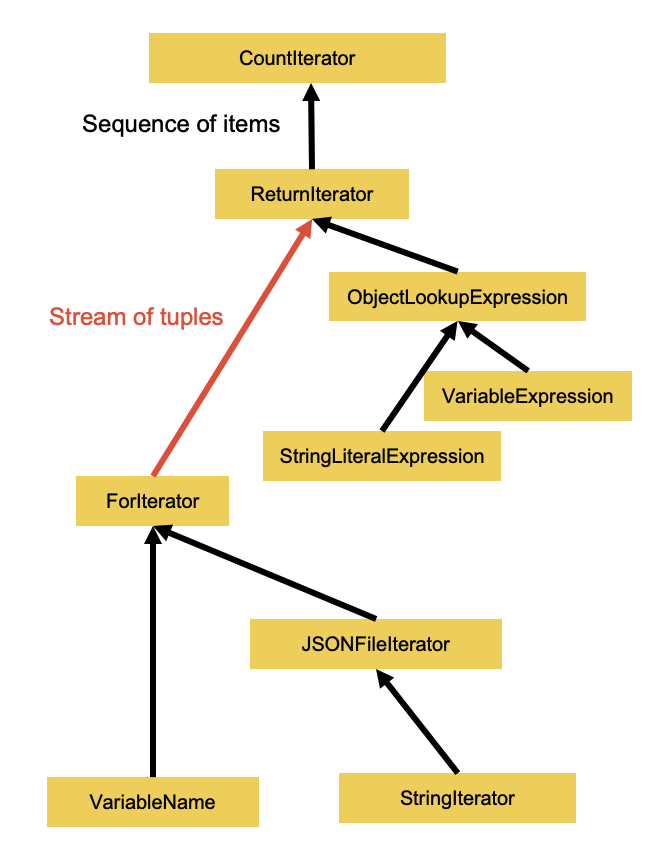 CountIterator
Sequence of items
ReturnIterator
ObjectLookupExpression
Stream of tuples
VariableExpression
StringLiteralExpression
ForIterator
JSONFileIterator
VariableName
StringIterator